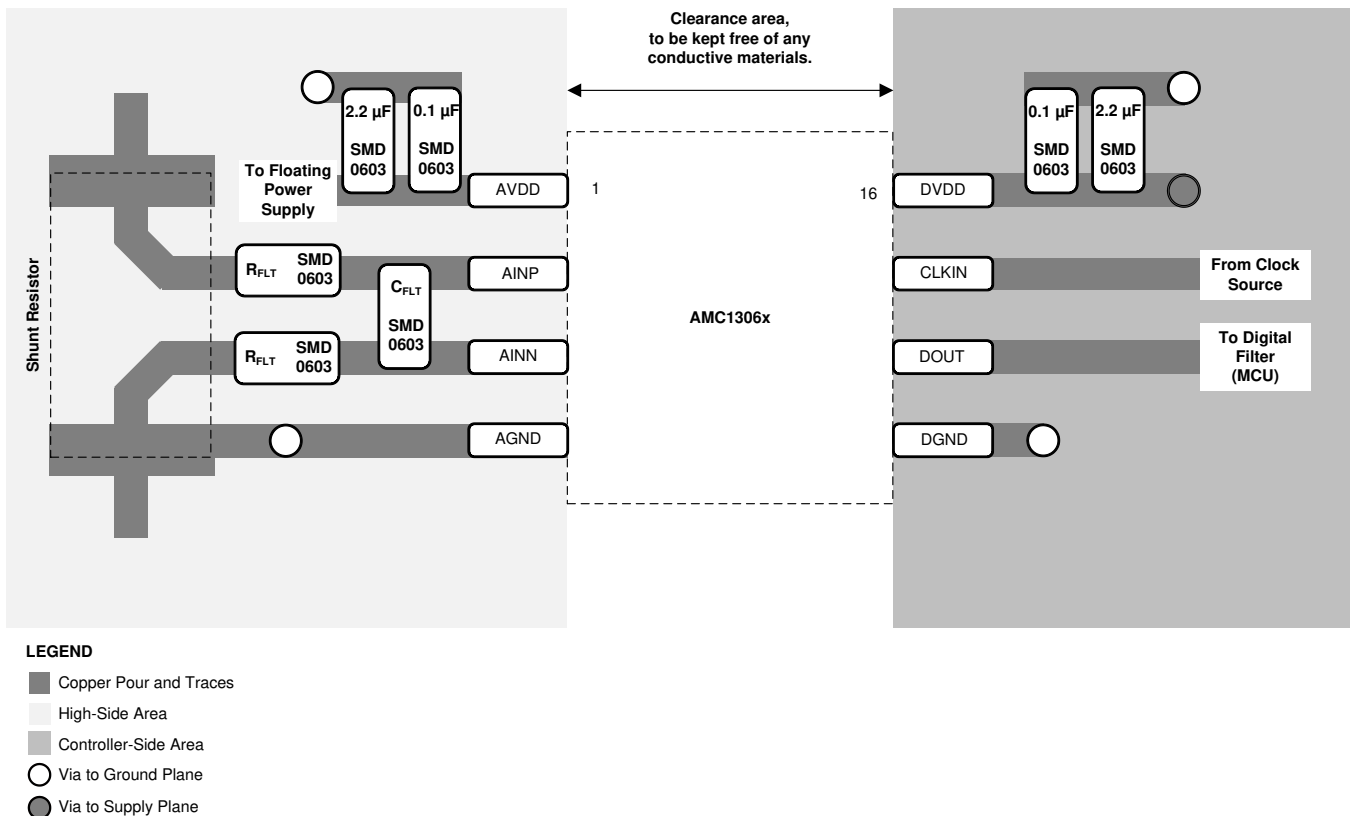 Clearance area,
to be kept free of any
conductive materials.
2.2 µF
SMD
0603
0.1 µF
SMD
0603
0.1 µF
SMD
0603
2.2 µF
SMD
0603
To Floating
Power
Supply
AVDD
1
16
DVDD
Shunt Resistor
RFLT
SMD
0603
CFLT
SMD
0603
AINP
AMC1306x
CLKIN
From Clock
Source
RFLT
SMD
0603
AINN
DOUT
To Digital
Filter
(MCU)
AGND
DGND
LEGEND
Copper Pour and Traces
High-Side Area
Controller-Side Area
Via to Ground Plane
Via to Supply Plane